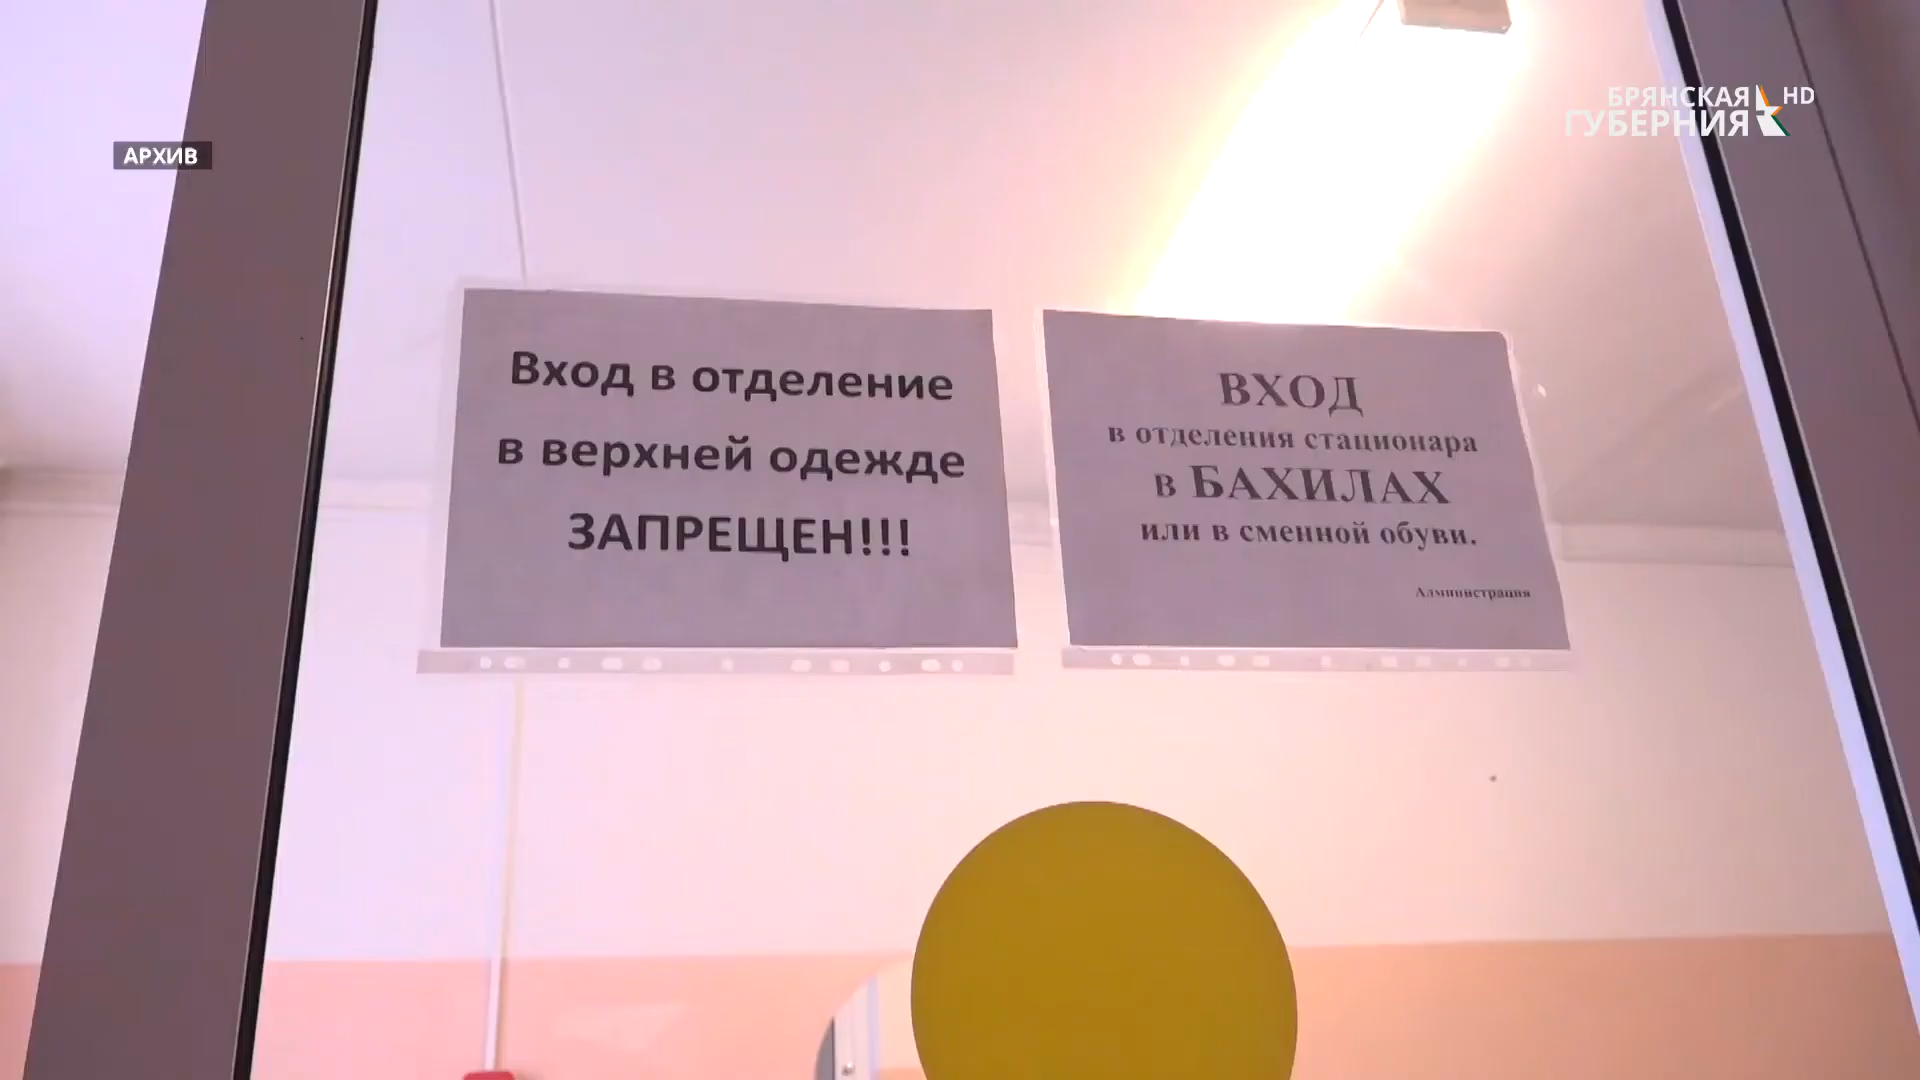 БРЯНСКАЯ HD
ГУБЕРНИЯ
АРХИВ
Вход в отделение
в верхней одежде
ЗАПРЕЩЕН!!!
ВХОД
в отделения стационара
в БАХИЛАХ
или в сменной обуви.
Администрация